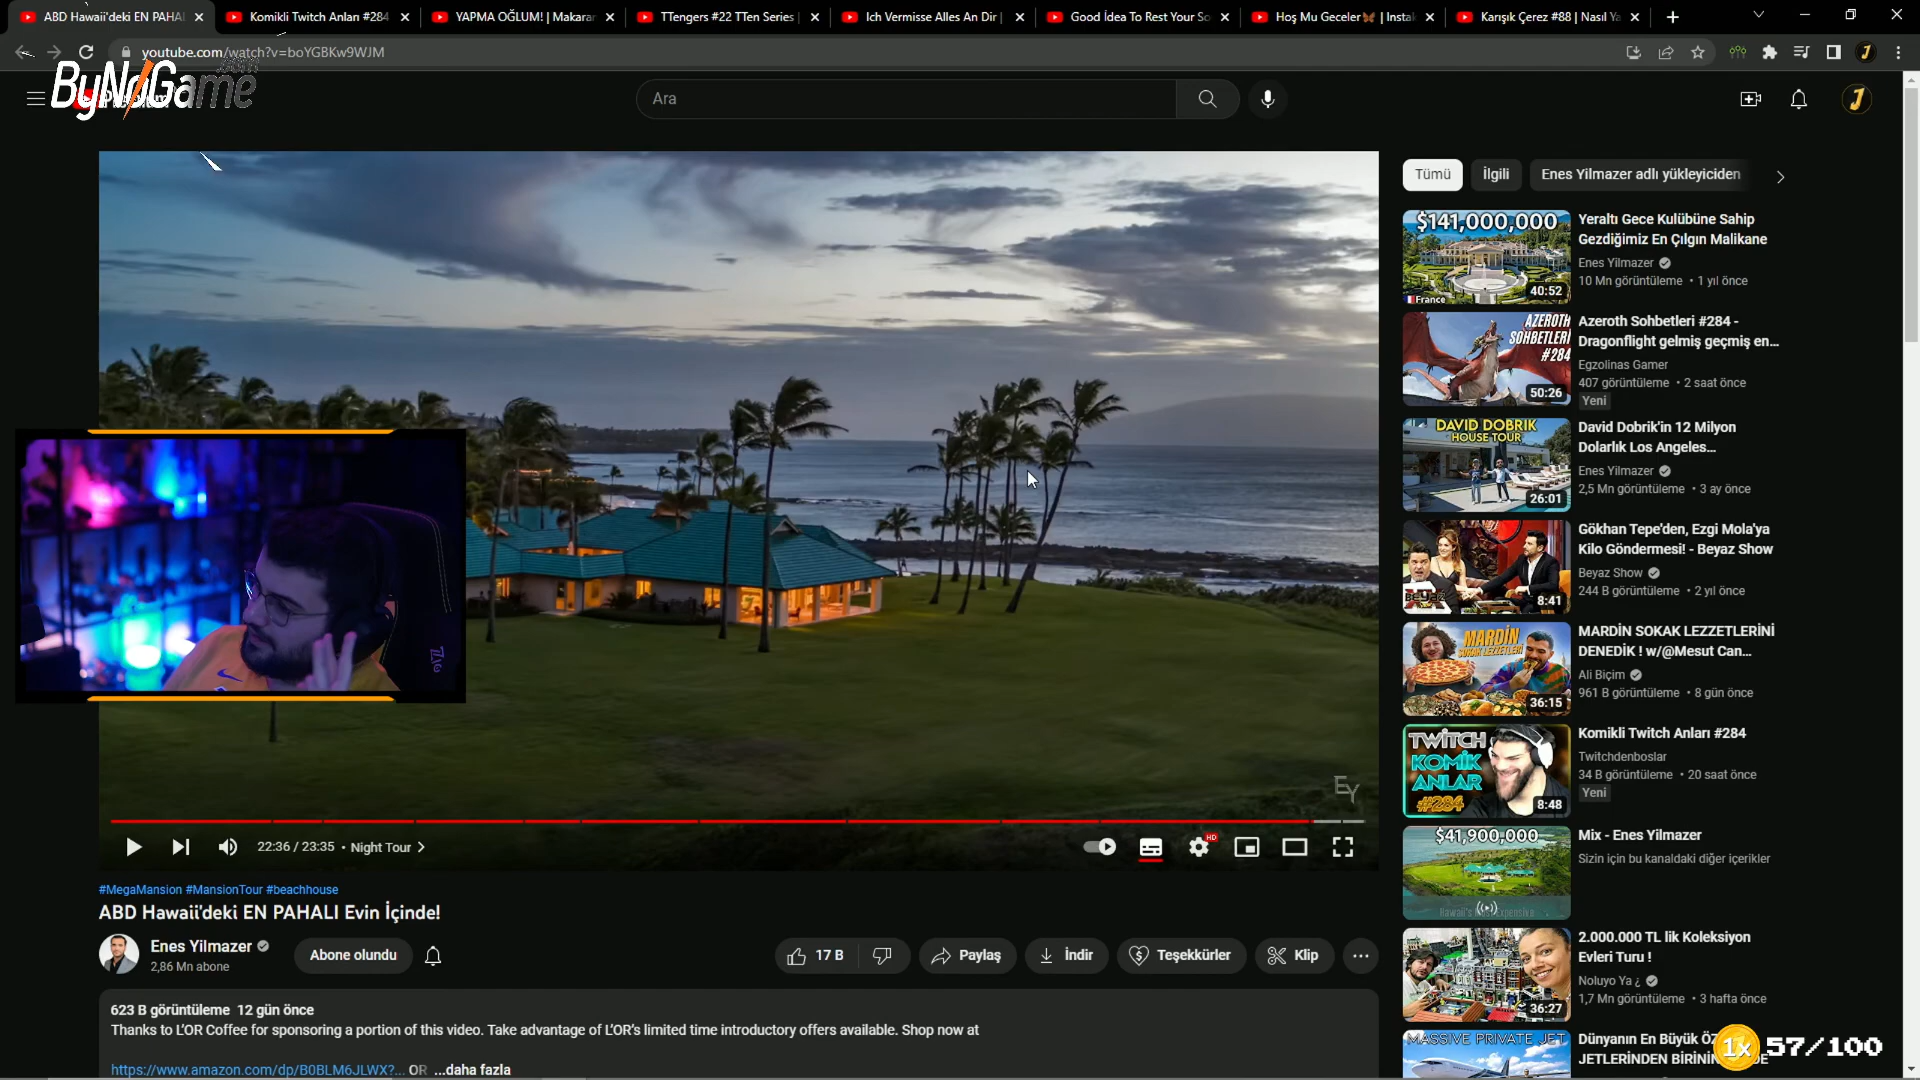 ABD Hawaii'deki EN PAHAL
Komikli Twitch Anları #284
YAPMA OĞLUM! | Makarar
TTengers #22 TTen Series
Ich Vermisse Alles An Dir |
Good İdea To Rest Your So
Hoş Mu Geceler🦋 | Insta
Karışık Çerez #88 | Nasıl Ya
youtube.com/watch?v=boYGBKw9WJM
ByNoGame
.com
Ara
Tümü
İlgili
Enes Yilmazer adlı yükleyiciden
$141,000,000
France
40:52
Yeraltı Gece Kulübüne Sahip
Gezdiğimiz En Çılgın Malikane
Enes Yilmazer
10 Mn görüntüleme • 1 yıl önce
AZEROTH
SOHBETLERİ
#284
50:26
Azeroth Sohbetleri #284 -
Dragonflight gelmiş geçmiş en...
Egzolinas Gamer
407 görüntüleme • 2 saat önce
Yeni
DAVID DOBRIK
HOUSE TOUR
26:01
David Dobrik'in 12 Milyon
Dolarlık Los Angeles...
Enes Yilmazer
2,5 Mn görüntüleme • 3 ay önce
8:41
Gökhan Tepe'den, Ezgi Mola'ya
Kilo Göndermesi! - Beyaz Show
Beyaz Show
244 B görüntüleme • 2 yıl önce
MARDİN
SOKAK LEZZETLERİ
36:15
MARDİN SOKAK LEZZETLERİNİ
DENEDİK ! w/@Mesut Can...
Ali Biçim
961 B görüntüleme • 8 gün önce
TWİTCH
KOMİK
ANLAR
#284
8:48
Komikli Twitch Anları #284
Twitchdenboslar
34 B görüntüleme • 20 saat önce
Yeni
$41,900,000
Hawaii's Most Expensive
Mix - Enes Yilmazer
Sizin için bu kanaldaki diğer içerikler
36:27
2.000.000 TL lik Koleksiyon
Evleri Turu !
Noluyo Ya ¿
1,7 Mn görüntüleme • 3 hafta önce
MASSIVE PRIVATE JET
Dünyanın En Büyük ÖZ
JETLERİNDEN BİRİNİN
1x 57/100
EY
22:36 / 23:35 • Night Tour
HD
#MegaMansion #MansionTour #beachhouse
ABD Hawaii'deki EN PAHALI Evin İçinde!
Enes Yilmazer
2,86 Mn abone
Abone olundu
17 B
Paylaş
İndir
Teşekkürler
Klip
623 B görüntüleme 12 gün önce
Thanks to L'OR Coffee for sponsoring a portion of this video. Take advantage of L'OR's limited time introductory offers available. Shop now at
https://www.amazon.com/dp/B0BLM6JLWX?... OR ...daha fazla